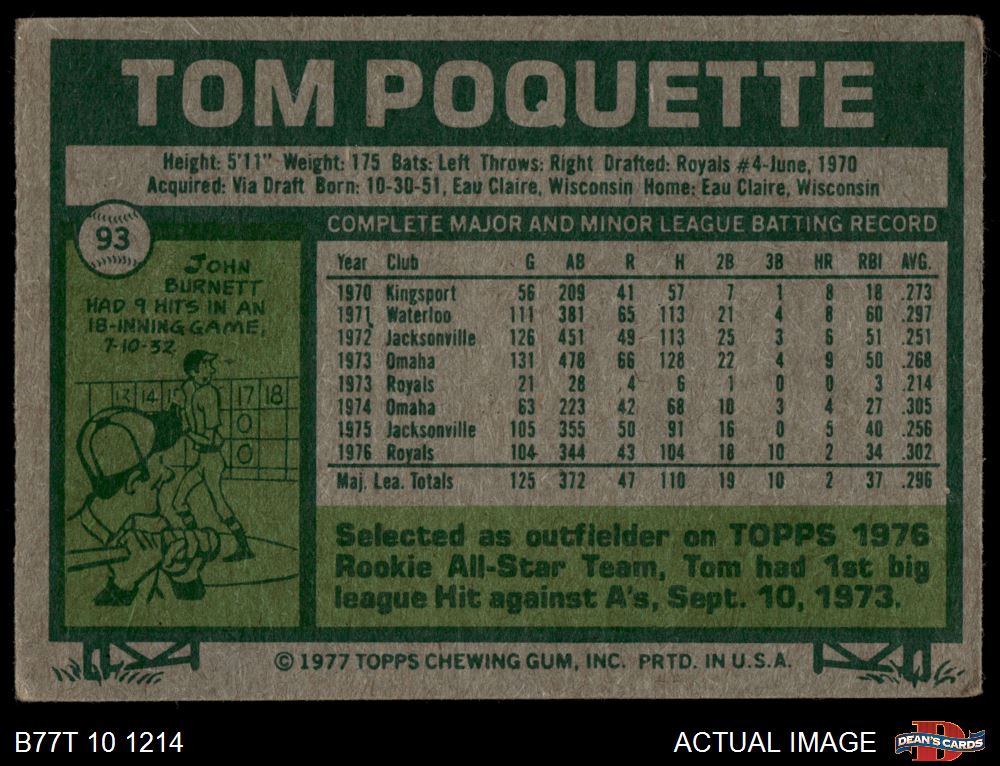 TOM POQUETTE
Height: 5'11" Weight: 175 Bats: Left Throws: Right Drafted: Royals #4-June, 1970
Acquired: Via Draft Born: 10-30-51, Eau Claire, Wisconsin Home: Eau Claire, Wisconsin
93
JOHN
BURNETT
HAD 9 HITS IN AN
18-INNING GAME,
7-10-32
13 14 15 17 18
0
0
COMPLETE MAJOR AND MINOR LEAGUE BATTING RECORD
Year Club G AB R H 2B 3B HR RBI AVG.
1970 Kingsport 56 209 41 57 7 1 8 18 .273
1971 Waterloo 111 381 65 113 21 4 8 60 .297
1972 Jacksonville 126 451 49 113 25 3 6 51 .251
1973 Omaha 131 478 66 128 22 4 9 50 .268
1973 Royals 21 28 4 6 1 0 0 3 .214
1974 Omaha 63 223 42 68 10 3 4 27 .305
1975 Jacksonville 105 355 50 91 16 0 5 40 .256
1976 Royals 104 344 43 104 18 10 2 34 .302
Maj. Lea. Totals 125 372 47 110 19 10 2 37 .296
Selected as outfielder on TOPPS 1976
Rookie All-Star Team, Tom had 1st big
league Hit against A's, Sept. 10, 1973.
© 1977 TOPPS CHEWING GUM, INC. PRTD. IN U.S.A.
B77T 10 1214
ACTUAL IMAGE
DEAN'S CARDS